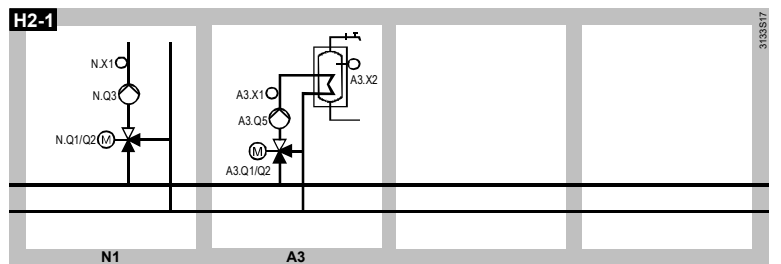 H2-1
3133S17
N.X1
N.Q3
N.Q1/Q2
M
A3.X1
A3.X2
A3.Q5
M
A3.Q1/Q2
N1
A3